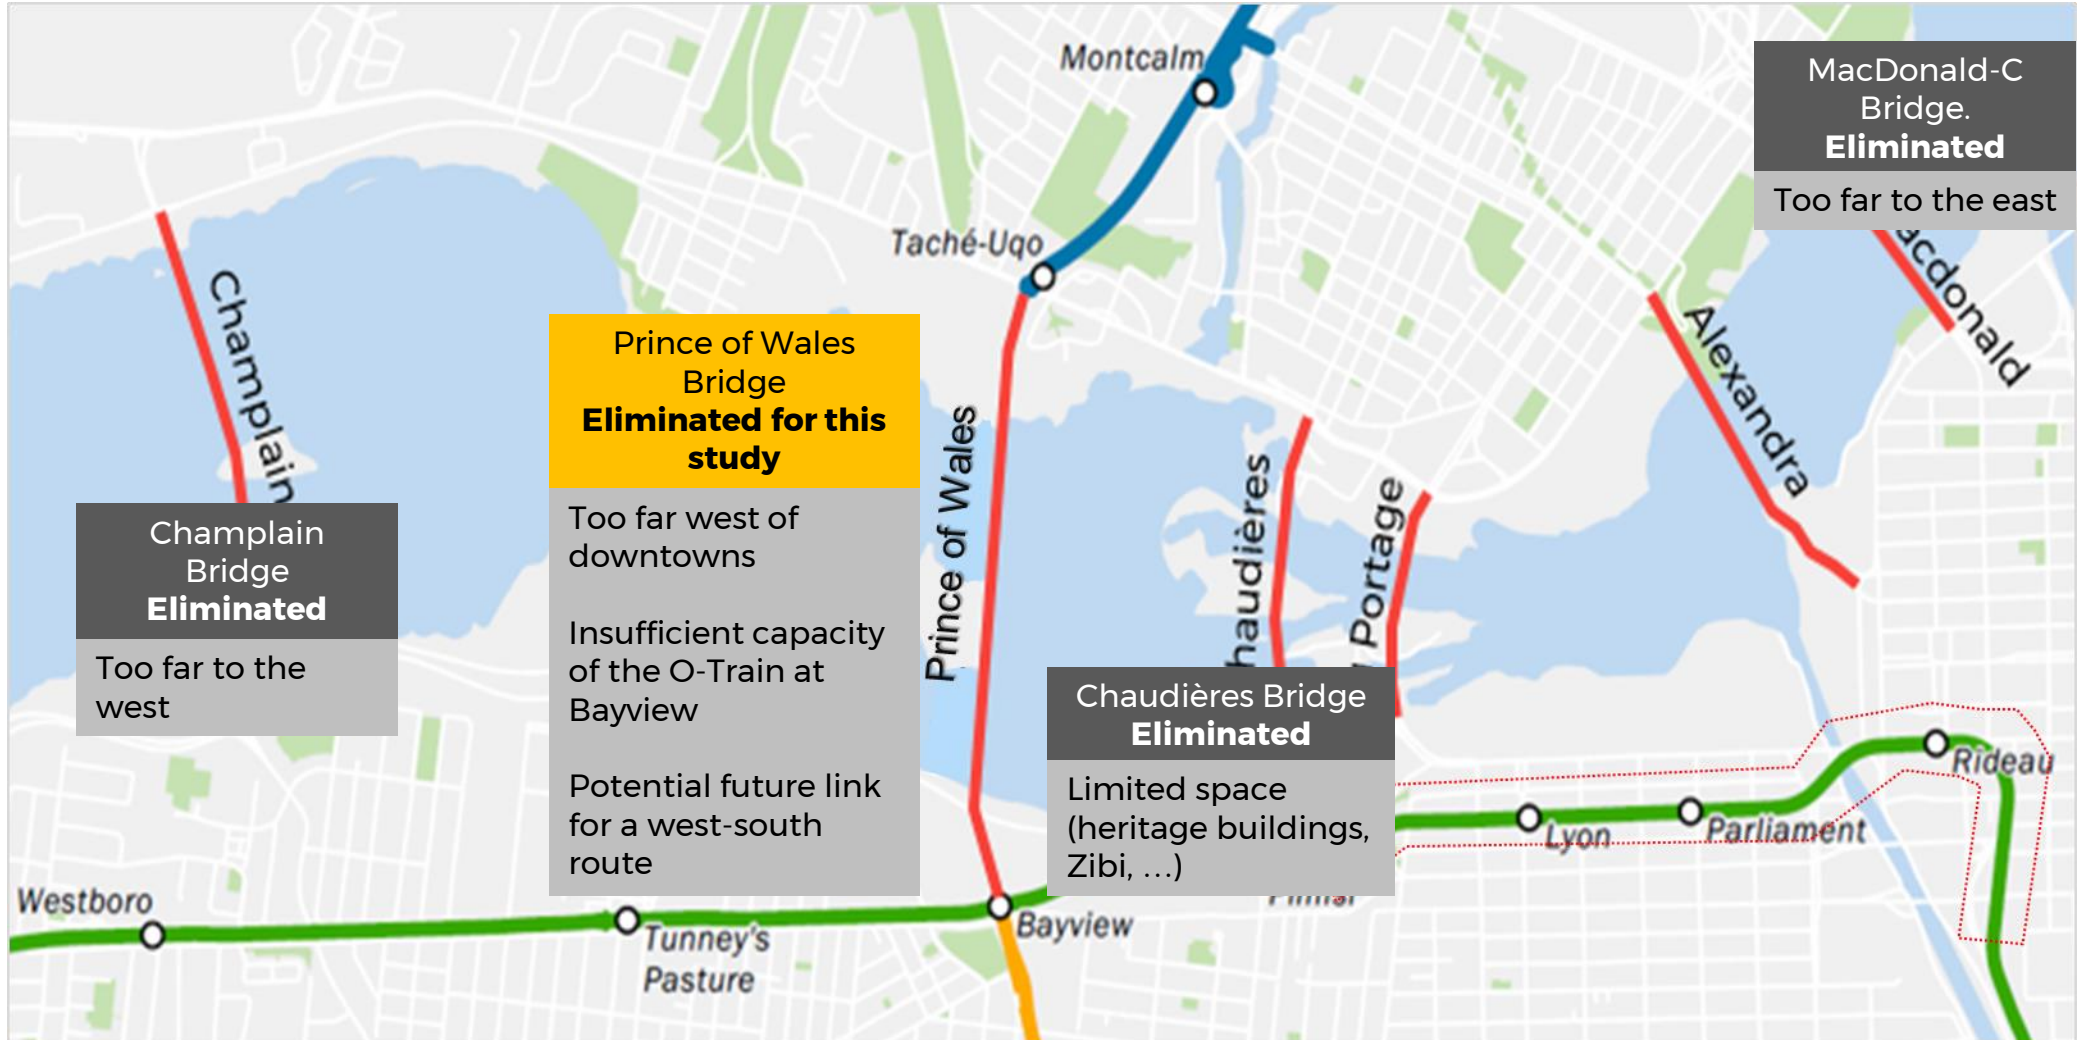 Montcalm
MacDonald-C
Bridge.
Eliminated
Too far to the east
Taché-Uqo
Champlain
Prince of Wales
Bridge
Eliminated for this
study
Too far west of
downtowns
Insufficient capacity
of the O-Train at
Bayview
Potential future link
for a west-south
route
Prince of Wales
haudières
Portage
Alexandra
acdonald
Champlain
Bridge
Eliminated
Too far to the
west
Chaudières Bridge
Eliminated
Limited space
(heritage buildings,
Zibi, …)
Rideau
Lyon
Parliament
Westboro
Tunney's
Pasture
Bayview